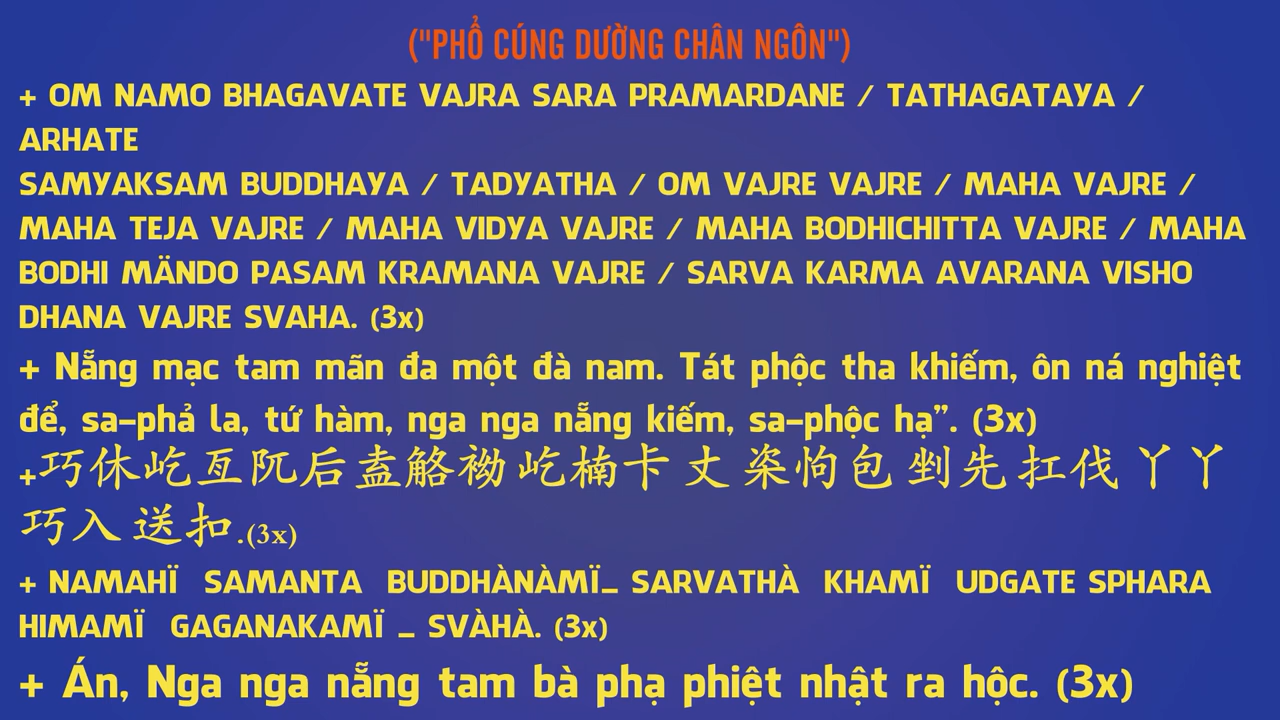 ("PHỔ CÚNG DƯỜNG CHÂN NGÔN")
+ OM NAMO BHAGAVATE VAJRA SARA PRAMARDANE / TATHAGATAYA /
ARHATE
SAMYAKSAM BUDDHAYA / TADYATHA / OM VAJRE VAJRE / MAHA VAJRE /
MAHA TEJA VAJRE / MAHA VIDYA VAJRE / MAHA BODHICHITTA VAJRE / MAHA
BODHI MÄNDO PASAM KRAMANA VAJRE / SARVA KARMA AVARANA VISHO
DHANA VAJRE SVAHA. (3x)
+ Nẵng mạc tam mãn đa một đà nam. Tát phộc tha khiếm, ôn ná nghiệt
để, sa-phả la, tứ hàm, nga nga nẵng kiếm, sa-phộc hạ”. (3x)
+巧休屹亙阢后盍觡袎屹楠卡丈粢怐包剉先扛伐丫丫
巧入送扣.(3x)
+ NAMAHÏ SAMANTA BUDDHÀNÀMÏ_ SARVATHÀ KHAMÏ UDGATE SPHARA
HIMAMÏ GAGANAKAMÏ _ SVÀHÀ. (3x)
+ Án, Nga nga nẵng tam bà phạ phiệt nhật ra hộc. (3x)